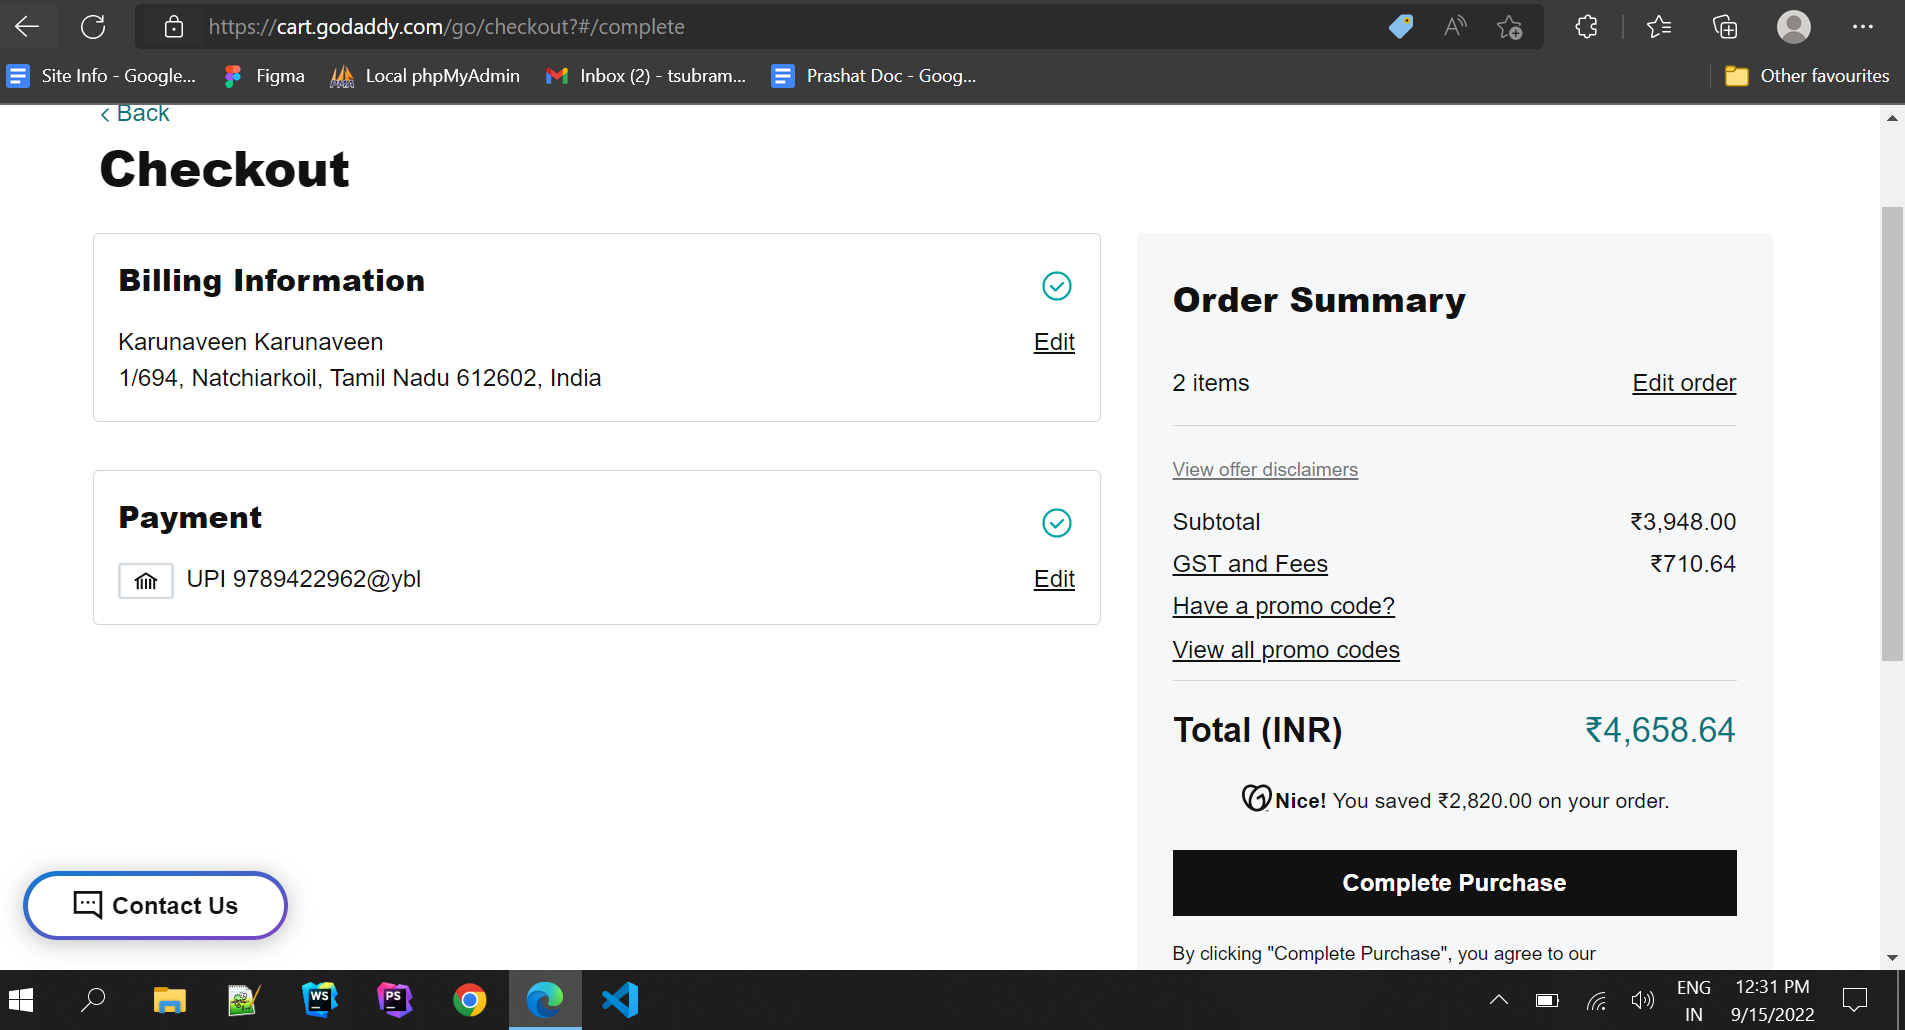 https://cart.godaddy.com/go/checkout?#/complete
Site Info - Google...
Figma
Local phpMyAdmin
Inbox (2) - tsubram...
Prashat Doc - Goog...
Other favourites
Back
Checkout
Billing Information
Karunaveen Karunaveen
Edit
1/694, Natchiarkoil, Tamil Nadu 612602, India
Payment
UPI 9789422962@ybl
Edit
Order Summary
2 items
Edit order
View offer disclaimers
Subtotal
₹3,948.00
GST and Fees
₹710.64
Have a promo code?
View all promo codes
Total (INR)
₹4,658.64
Nice! You saved ₹2,820.00 on your order.
Complete Purchase
By clicking "Complete Purchase", you agree to our
Contact Us
WS
PS
ENG
IN
12:31 PM
9/15/2022